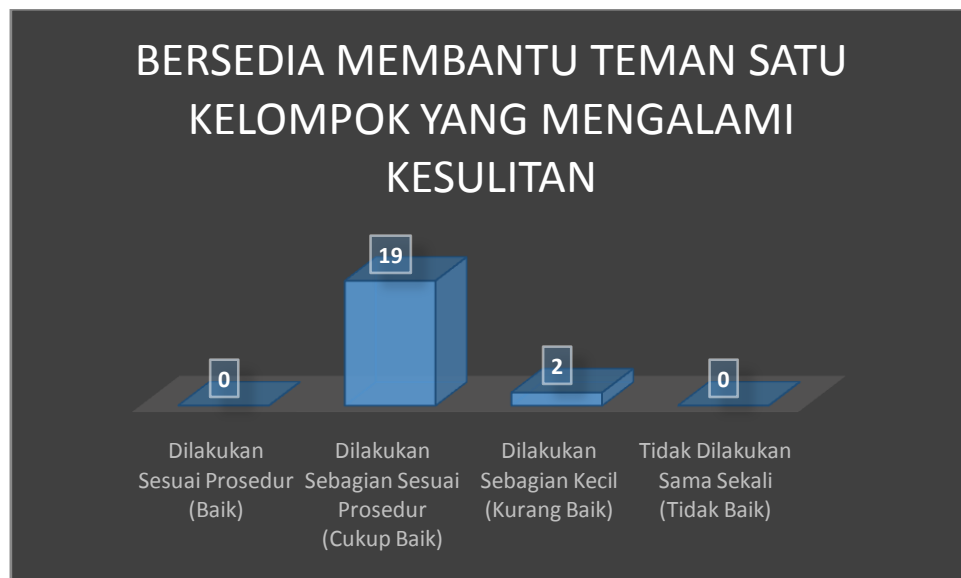 BERSEDIA MEMBANTU TEMAN SATU
KELOMPOK YANG MENGALAMI
KESULITAN
0
19
2
0
Dilakukan
Sesuai Prosedur
(Baik)
Dilakukan
Sebagian Sesuai
Prosedur
(Cukup Baik)
Dilakukan
Sebagian Kecil
(Kurang Baik)
Tidak Dilakukan
Sama Sekali
(Tidak Baik)